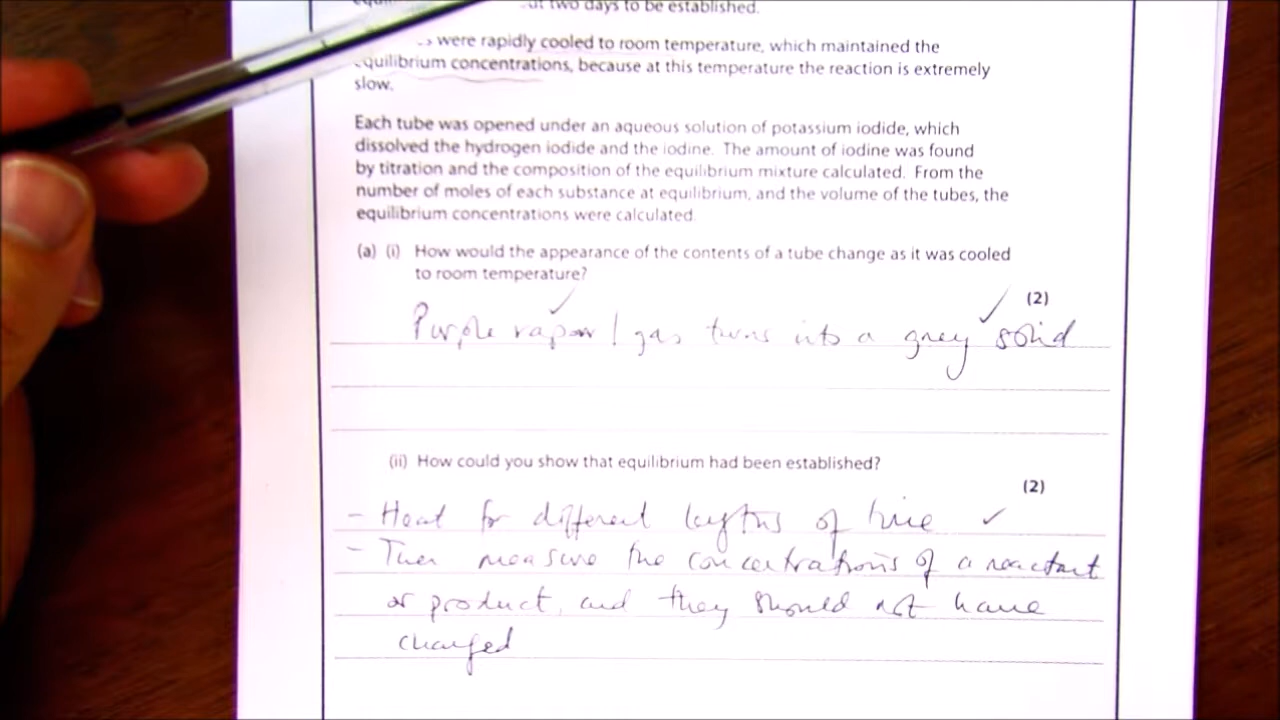 two days to be established.
were rapidly cooled to room temperature, which maintained the
equilibrium concentrations, because at this temperature the reaction is extremely
slow.
Each tube was opened under an aqueous solution of potassium iodide, which
dissolved the hydrogen iodide and the iodine. The amount of iodine was found
by titration and the composition of the equilibrium mixture calculated. From the
number of moles of each substance at equilibrium, and the volume of the tubes, the
equilibrium concentrations were calculated.
(a) (i) How would the appearance of the contents of a tube change as it was cooled
to room temperature?
(2)
Purple vapour / gas turns into a grey solid
(ii) How could you show that equilibrium had been established?
(2)
- Heat for different lengths of time
- Then measure the concentrations of a reactant
or product, and they should not have
changed